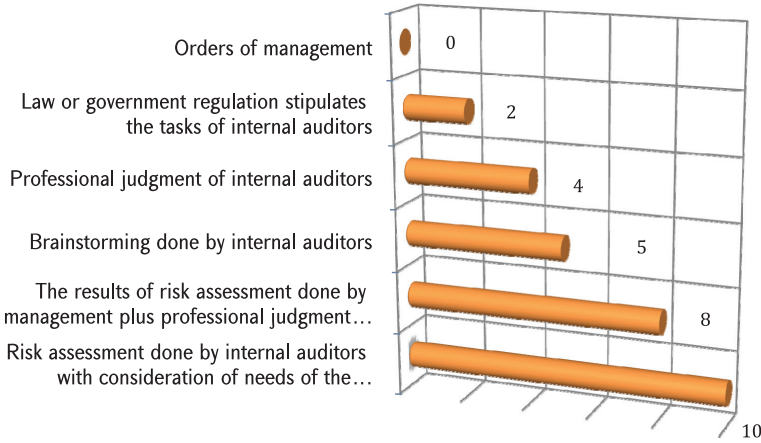 Orders of management
0
Law or government regulation stipulates
the tasks of internal auditors
2
Professional judgment of internal auditors
4
Brainstorming done by internal auditors
5
The results of risk assessment done by
management plus professional judgment…
8
Risk assessment done by internal auditors
with consideration of needs of the…
10